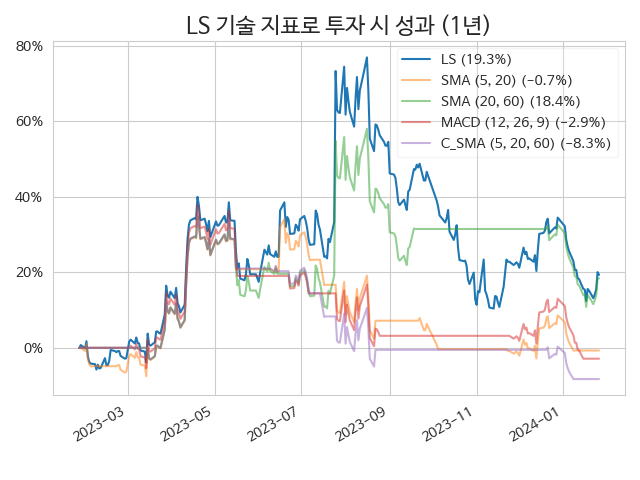 LS 기술 지표로 투자 시 성과 (1년)
80%
60%
40%
20%
0%
LS (19.3%)
SMA (5, 20) (−0.7%)
SMA (20, 60) (18.4%)
MACD (12, 26, 9) (−2.9%)
C_SMA (5, 20, 60) (−8.3%)
2023−03
2023−05
2023−07
2023−09
2023−11
2024−01